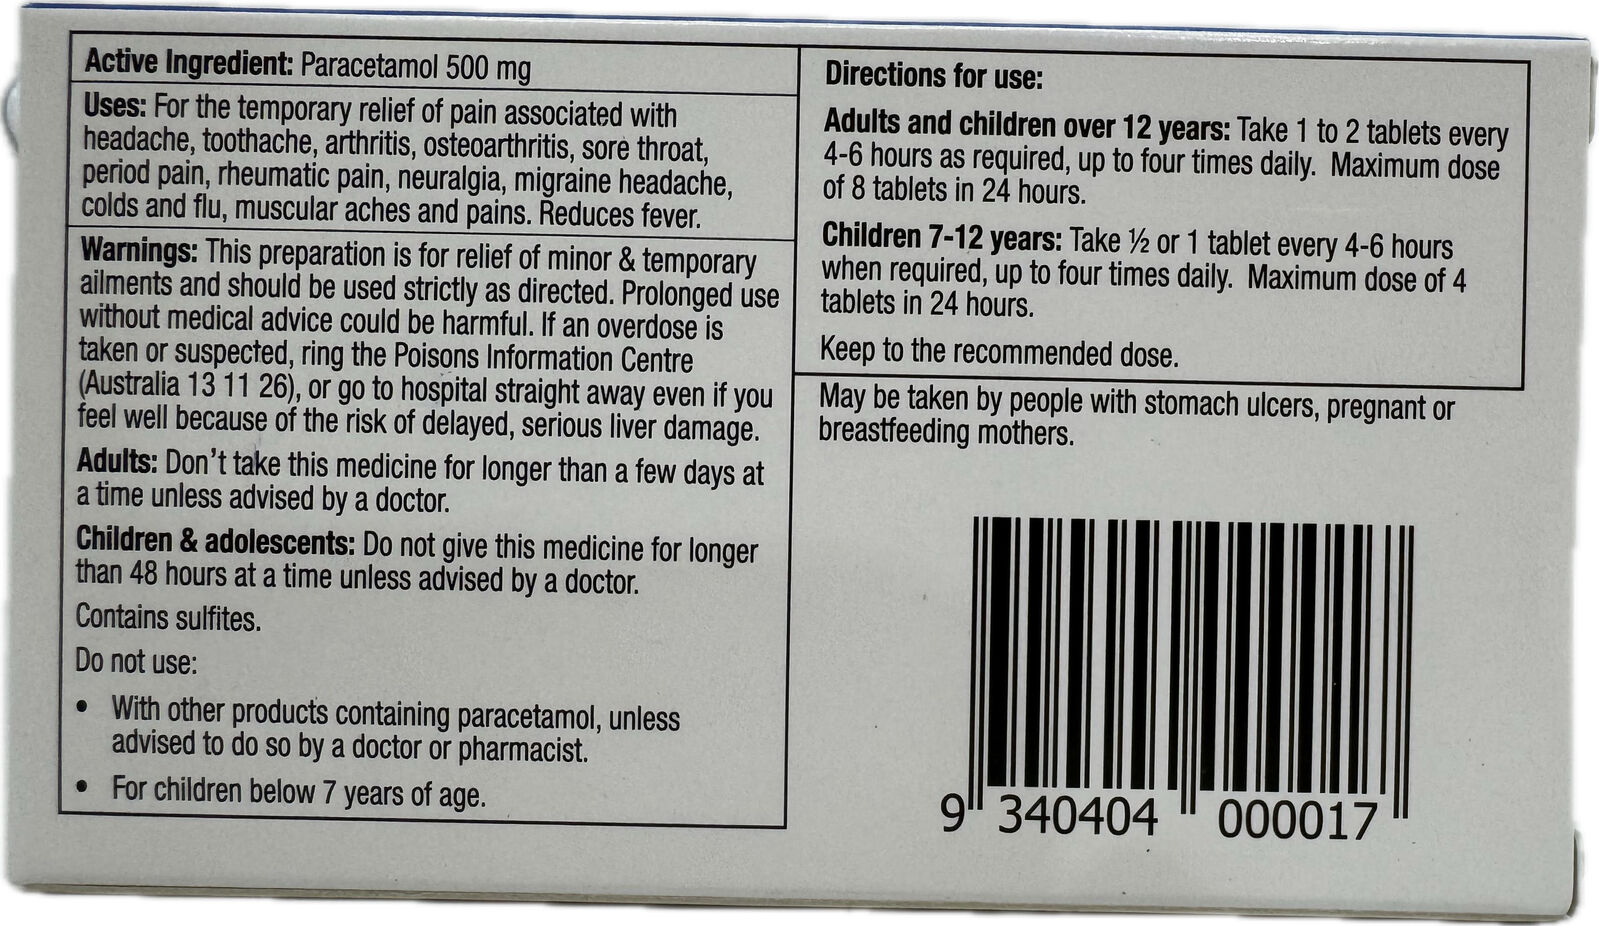 Active Ingredient: Paracetamol 500 mg
Uses: For the temporary relief of pain associated with
headache, toothache, arthritis, osteoarthritis, sore throat,
period pain, rheumatic pain, neuralgia, migraine headache,
colds and flu, muscular aches and pains. Reduces fever.
Warnings: This preparation is for relief of minor & temporary
ailments and should be used strictly as directed. Prolonged use
without medical advice could be harmful. If an overdose is
taken or suspected, ring the Poisons Information Centre
(Australia 13 11 26), or go to hospital straight away even if you
feel well because of the risk of delayed, serious liver damage.
Adults: Don't take this medicine for longer than a few days at
a time unless advised by a doctor.
Children & adolescents: Do not give this medicine for longer
than 48 hours at a time unless advised by a doctor.
Contains sulfites.
Do not use:
• With other products containing paracetamol, unless
advised to do so by a doctor or pharmacist.
• For children below 7 years of age.
Directions for use:
Adults and children over 12 years: Take 1 to 2 tablets every
4-6 hours as required, up to four times daily. Maximum dose
of 8 tablets in 24 hours.
Children 7-12 years: Take ½ or 1 tablet every 4-6 hours
when required, up to four times daily. Maximum dose of 4
tablets in 24 hours.
Keep to the recommended dose.
May be taken by people with stomach ulcers, pregnant or
breastfeeding mothers.
9 340404 000017